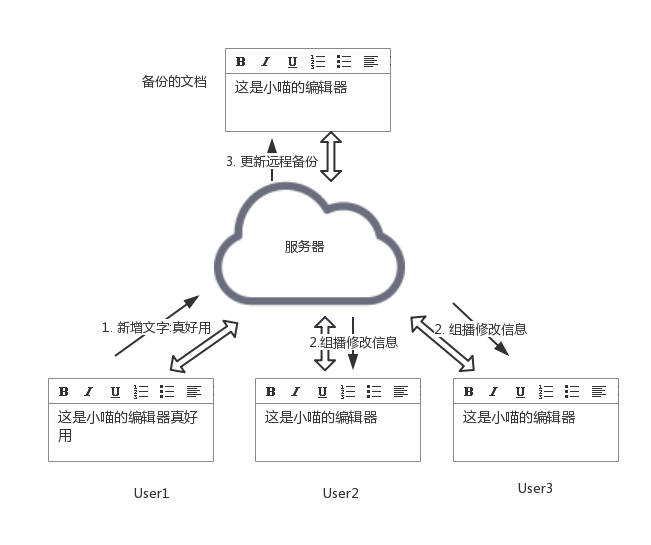 B I U
备份的文档
这是小喵的编辑器
3. 更新远程备份
服务器
1. 新增文字:真好用
2.组播修改信息
2. 组播修改信息
B I U
这是小喵的编辑器真好
用
B I U
这是小喵的编辑器
B I U
这是小喵的编辑器
User1
User2
User3